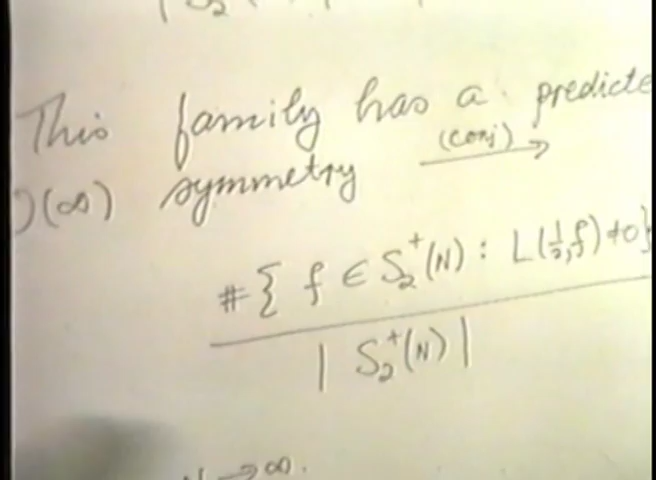 This family has a predicte
)(∞) symmetry (conj) →
#{ f ∈ S₂⁺(N) : L(½,f) ≠ 0}
| S₂⁺(N) |
N → ∞.